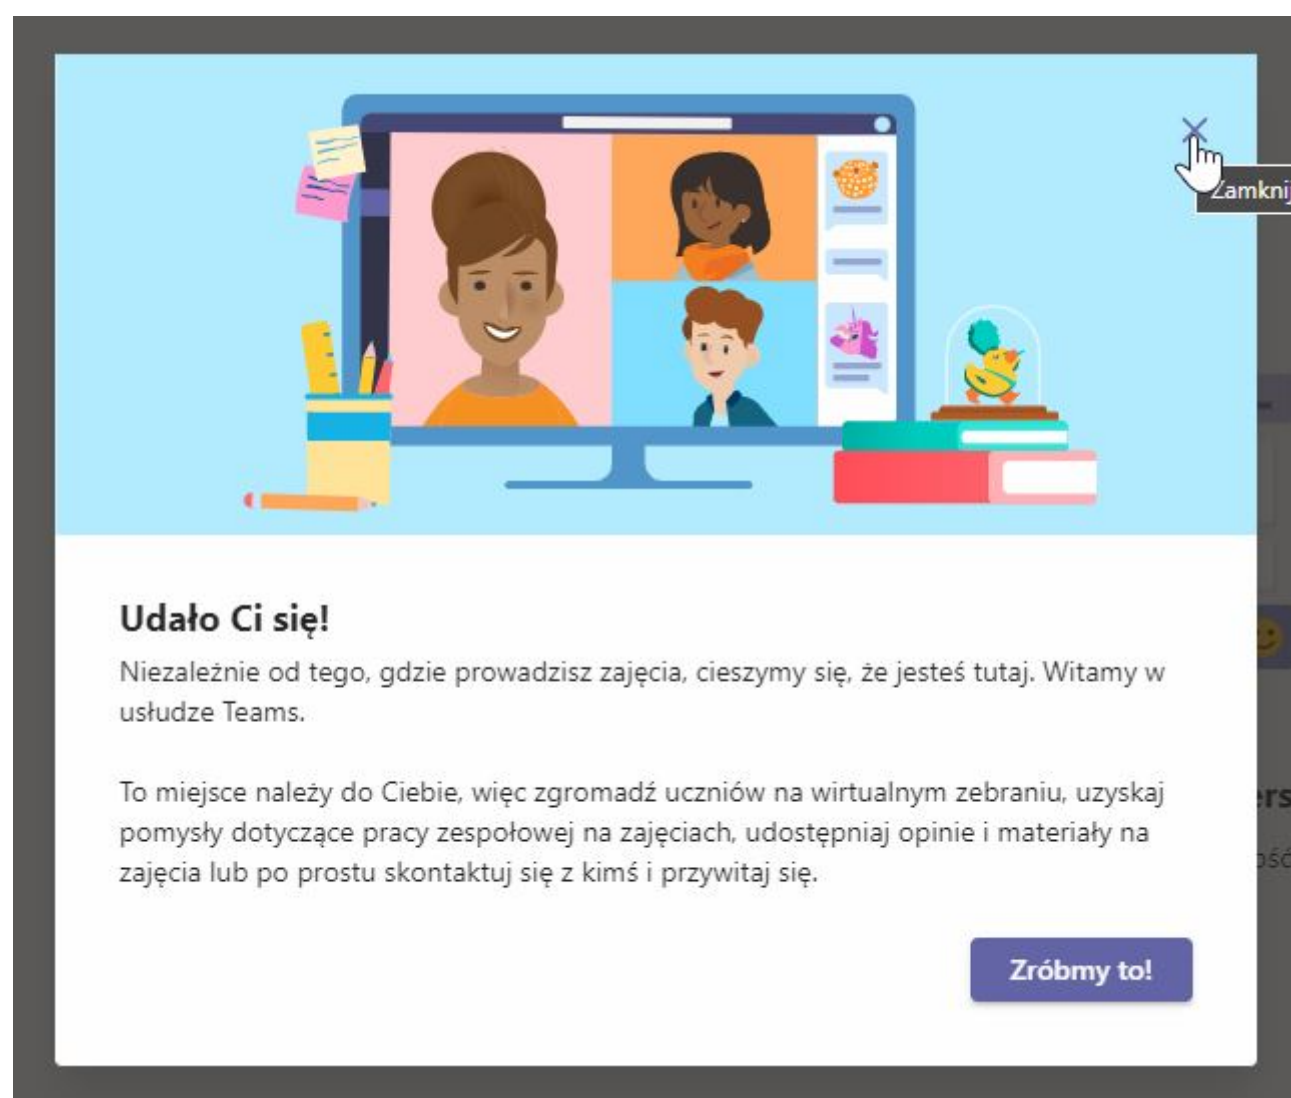 Zamknij
Udało Ci się!
Niezależnie od tego, gdzie prowadzisz zajęcia, cieszymy się, że jesteś tutaj. Witamy w
usłudze Teams.
To miejsce należy do Ciebie, więc zgromadź uczniów na wirtualnym zebraniu, uzyskaj
pomysły dotyczące pracy zespołowej na zajęciach, udostępniaj opinie i materiały na
zajęcia lub po prostu skontaktuj się z kimś i przywitaj się.
Zróbmy to!